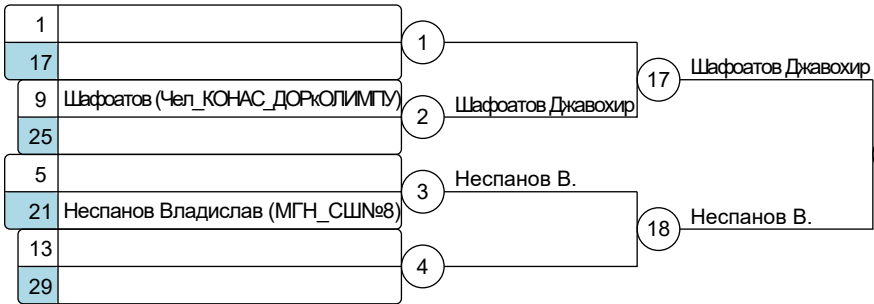 1
17
1
9 Шафоатов (Чел_КОНАС_ДОРкОЛИМПУ)
25
2
Шафоатов Джавохир
17
Шафоатов Джавохир
5
21 Неспанов Владислав (МГН_СШ№8)
3
Неспанов В.
13
29
4
18
Неспанов В.